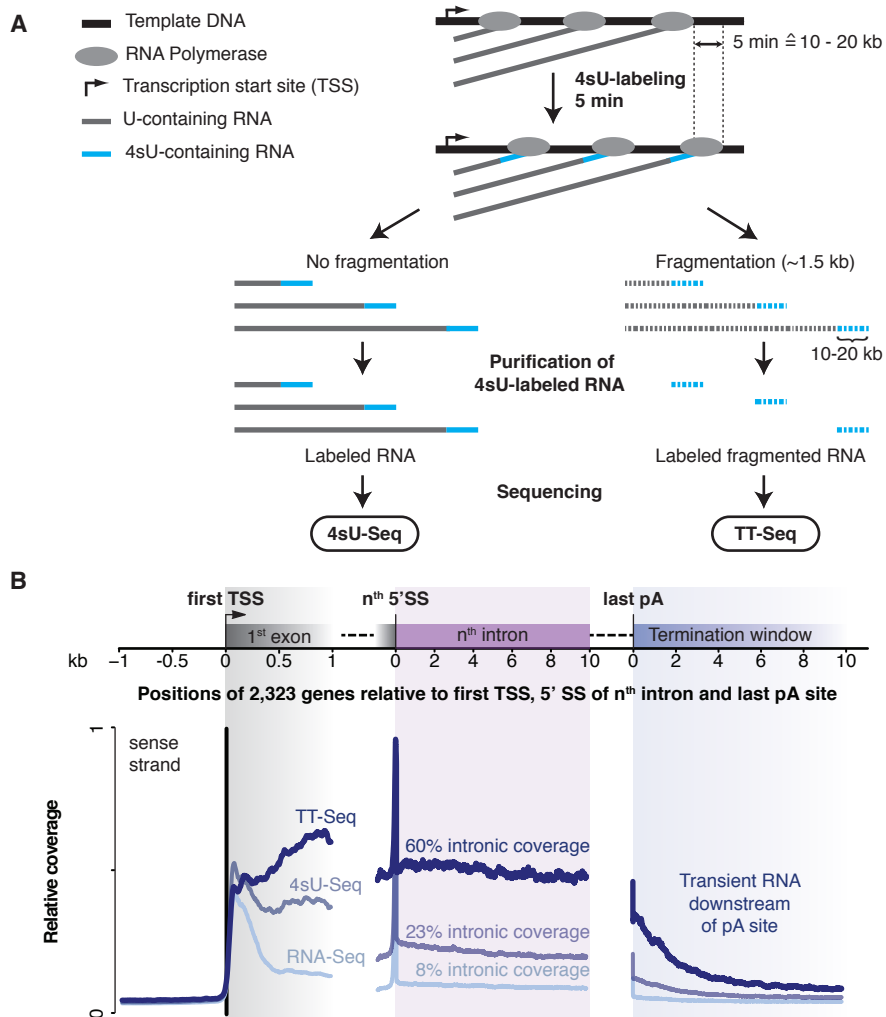 A
Template DNA
RNA Polymerase
Transcription start site (TSS)
U-containing RNA
4sU-containing RNA
5 min ≙ 10 - 20 kb
4sU-labeling
5 min
No fragmentation
Fragmentation (~1.5 kb)
10-20 kb
Purification of
4sU-labeled RNA
Labeled RNA
Labeled fragmented RNA
Sequencing
4sU-Seq
TT-Seq
B
first TSS
nth 5'SS
last pA
1st exon
nth intron
Termination window
kb
−1 -0.5 0 0.5 1 0 2 4 6 8 10 0 2 4 6 8 10
Positions of 2,323 genes relative to first TSS, 5' SS of nth intron and last pA site
1
0
Relative coverage
sense
strand
TT-Seq
4sU-Seq
RNA-Seq
60% intronic coverage
23% intronic coverage
8% intronic coverage
Transient RNA
downstream
of pA site